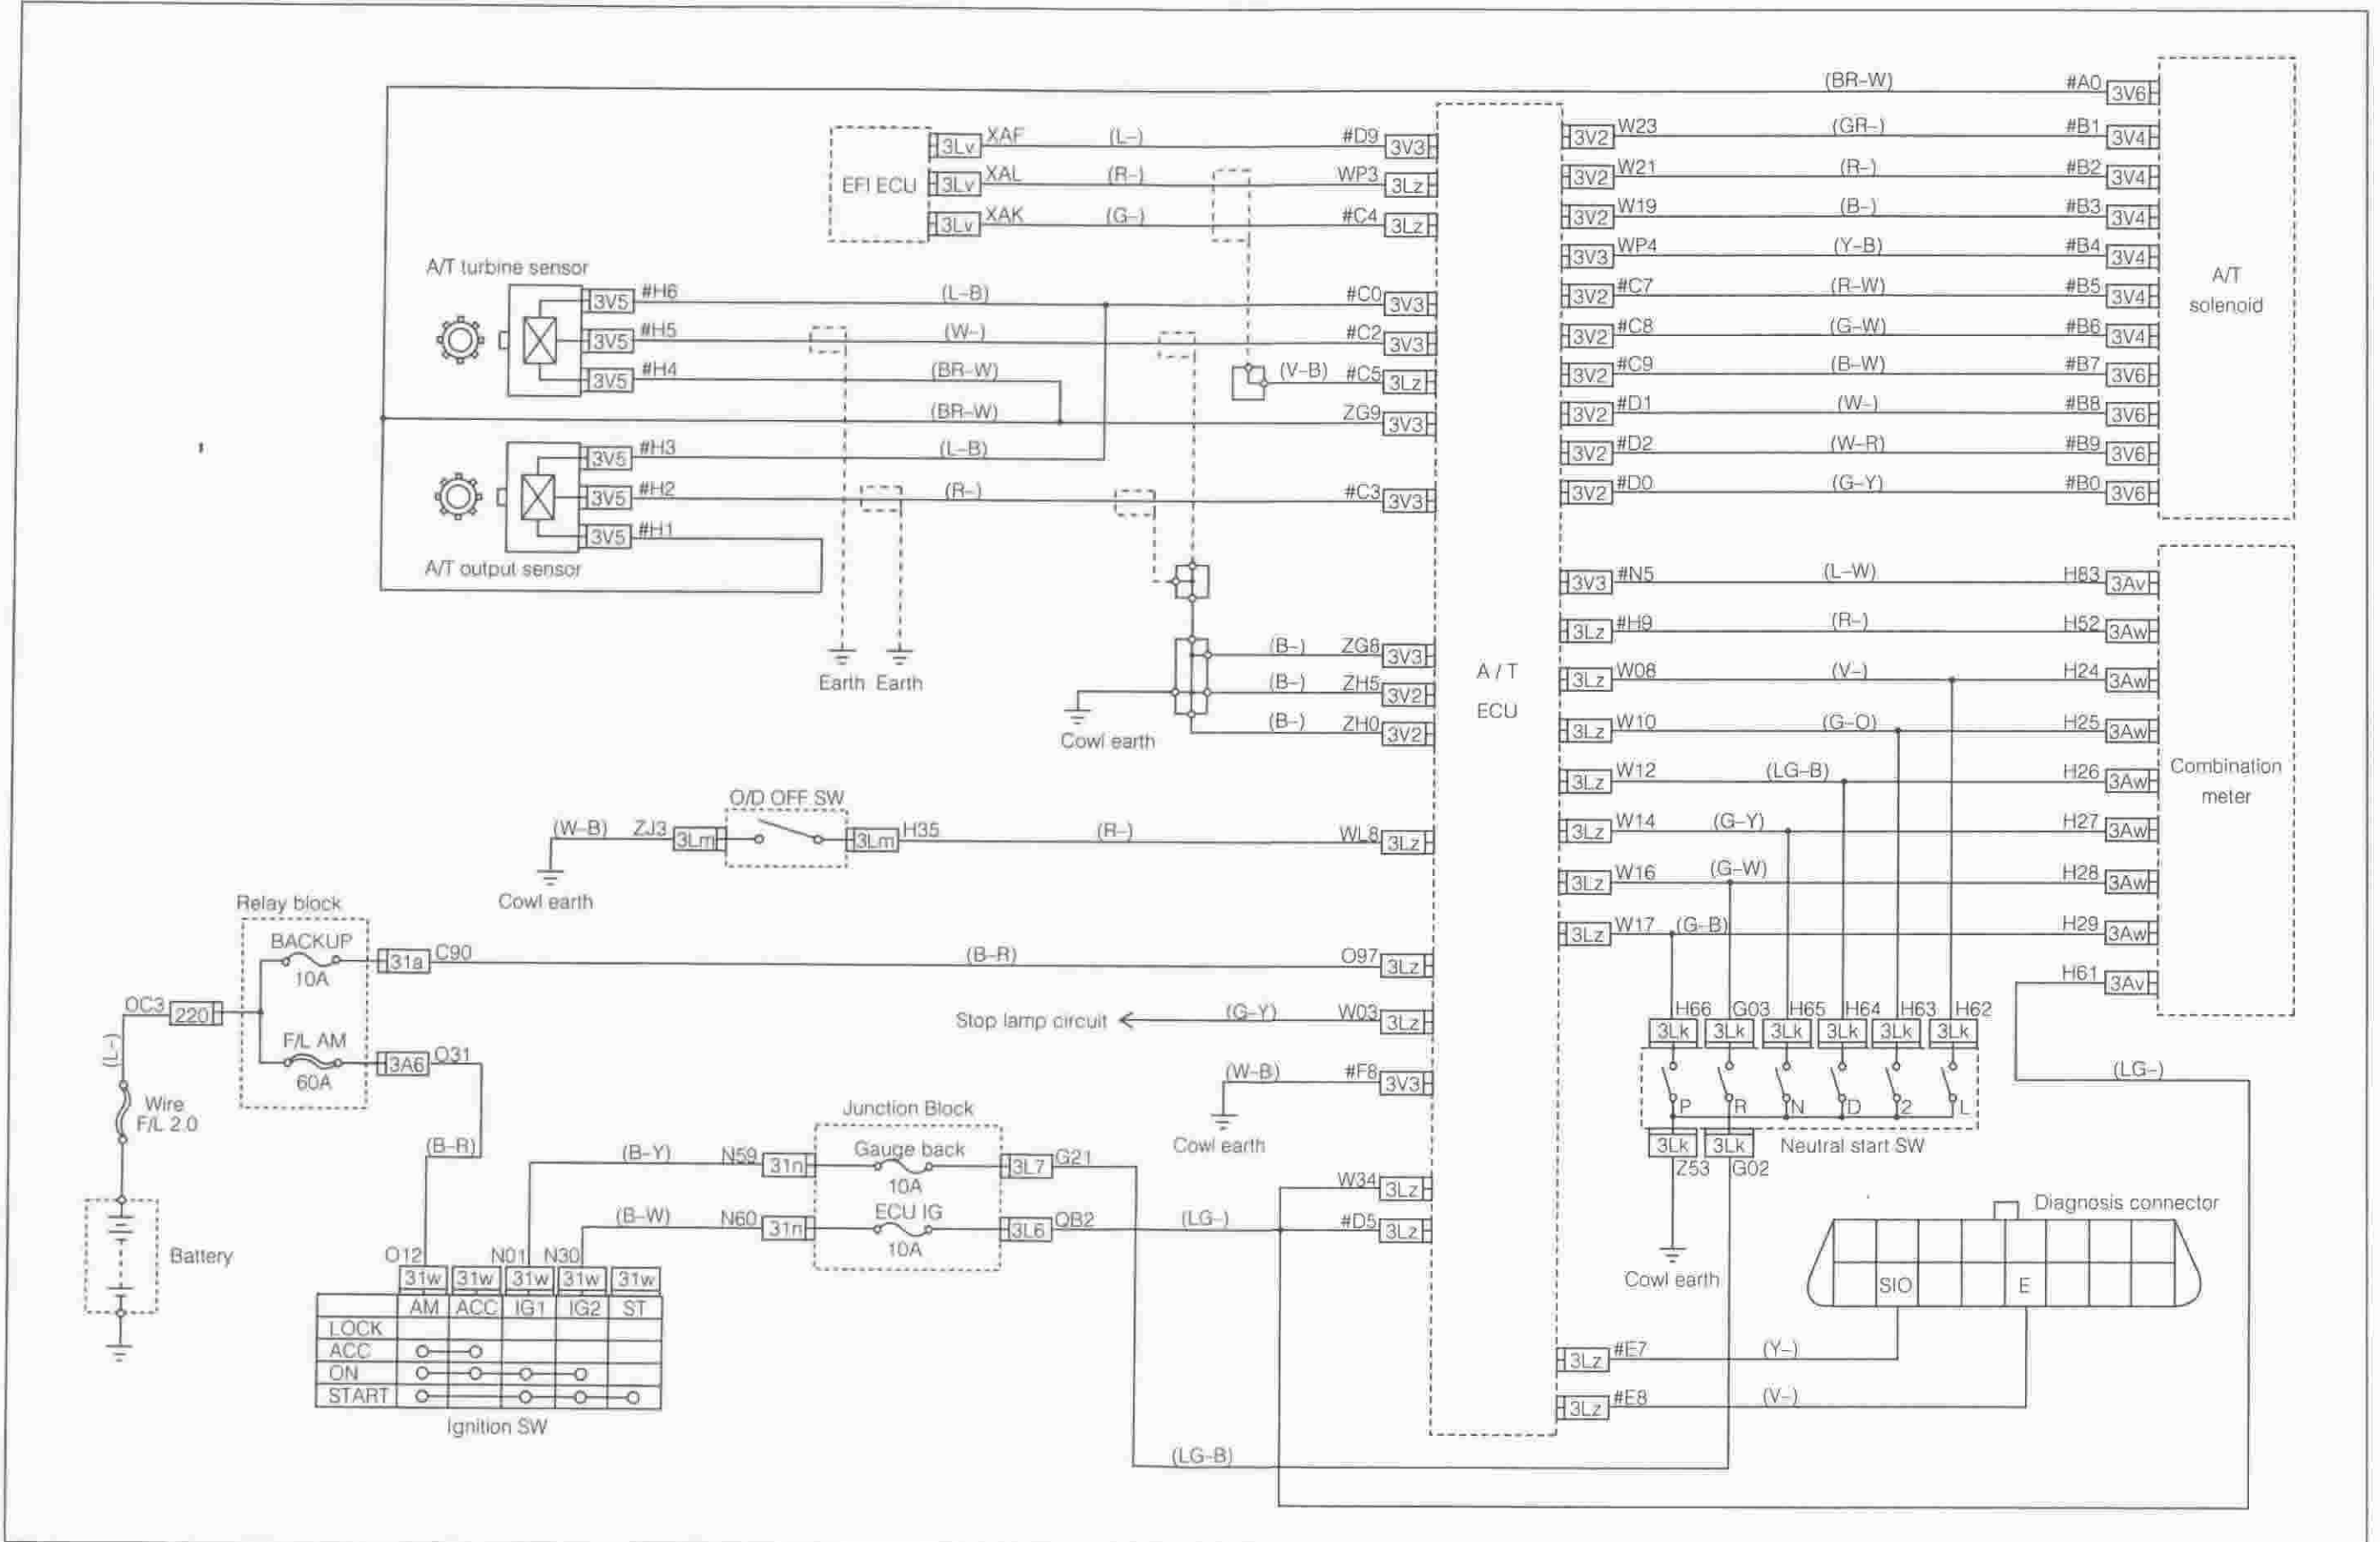 (BR–W) #A0 3V6
EFI ECU
3Lv XAF (L–) #D9 3V3
3Lv XAL (R–) WP3 3Lz
3Lv XAK (G–) #C4 3Lz
A/T turbine sensor
3V5 #H6 (L–B) #C0 3V3
3V5 #H5 (W–) #C2 3V3
3V5 #H4 (BR–W)
(V–B) #C5 3Lz
(BR–W) ZG9 3V3
3V5 #H3 (L–B)
3V5 #H2 (R–) #C3 3V3
3V5 #H1
A/T output sensor
Earth Earth
(B–) ZG8 3V3
(B–) ZH5 3V2
(B–) ZH0 3V2
Cowl earth
A / T
ECU
3V2 W23 (GR–) #B1 3V4
3V2 W21 (R–) #B2 3V4
3V2 W19 (B–) #B3 3V4
3V3 WP4 (Y–B) #B4 3V4
3V2 #C7 (R–W) #B5 3V4
3V2 #C8 (G–W) #B6 3V4
3V2 #C9 (B–W) #B7 3V6
3V2 #D1 (W–) #B8 3V6
3V2 #D2 (W–R) #B9 3V6
3V2 #D0 (G–Y) #B0 3V6
A/T
solenoid
3V3 #N5 (L–W) H83 3Av
3Lz #H9 (R–) H52 3Aw
3Lz W08 (V–) H24 3Aw
3Lz W10 (G–O) H25 3Aw
3Lz W12 (LG–B) H26 3Aw
3Lz W14 (G–Y) H27 3Aw
3Lz W16 (G–W) H28 3Aw
3Lz W17 (G–B) H29 3Aw
H61 3Av
Combination
meter
(LG–)
O/D OFF SW
(W–B) ZJ3 3Lm 3Lm H35 (R–) WL8 3Lz
Cowl earth
Relay block
BACKUP
10A
31a C90 (B–R) O97 3Lz
OC3 220
F/L AM
60A
3A6 O31
(L–)
Wire
F/L 2.0
(B–R)
Battery
Stop lamp circuit (G–Y) W03 3Lz
(W–B) #F8 3V3
Cowl earth
Junction Block
(B–Y) N59 31n Gauge back 3L7 G21
10A
(B–W) N60 31n ECU IG 3L6 QB2 (LG–) #D5 3Lz
10A
W34 3Lz
O12 N01 N30
31w 31w 31w 31w 31w
AM ACC IG1 IG2 ST
LOCK
ACC
ON
START
Ignition SW
H66 G03 H65 H64 H63 H62
3Lk 3Lk 3Lk 3Lk 3Lk 3Lk
P R N D 2 L
3Lk 3Lk Neutral start SW
Z53 G02
Cowl earth
Diagnosis connector
SIO E
3Lz #E7 (Y–)
3Lz #E8 (V–)
(LG–B)